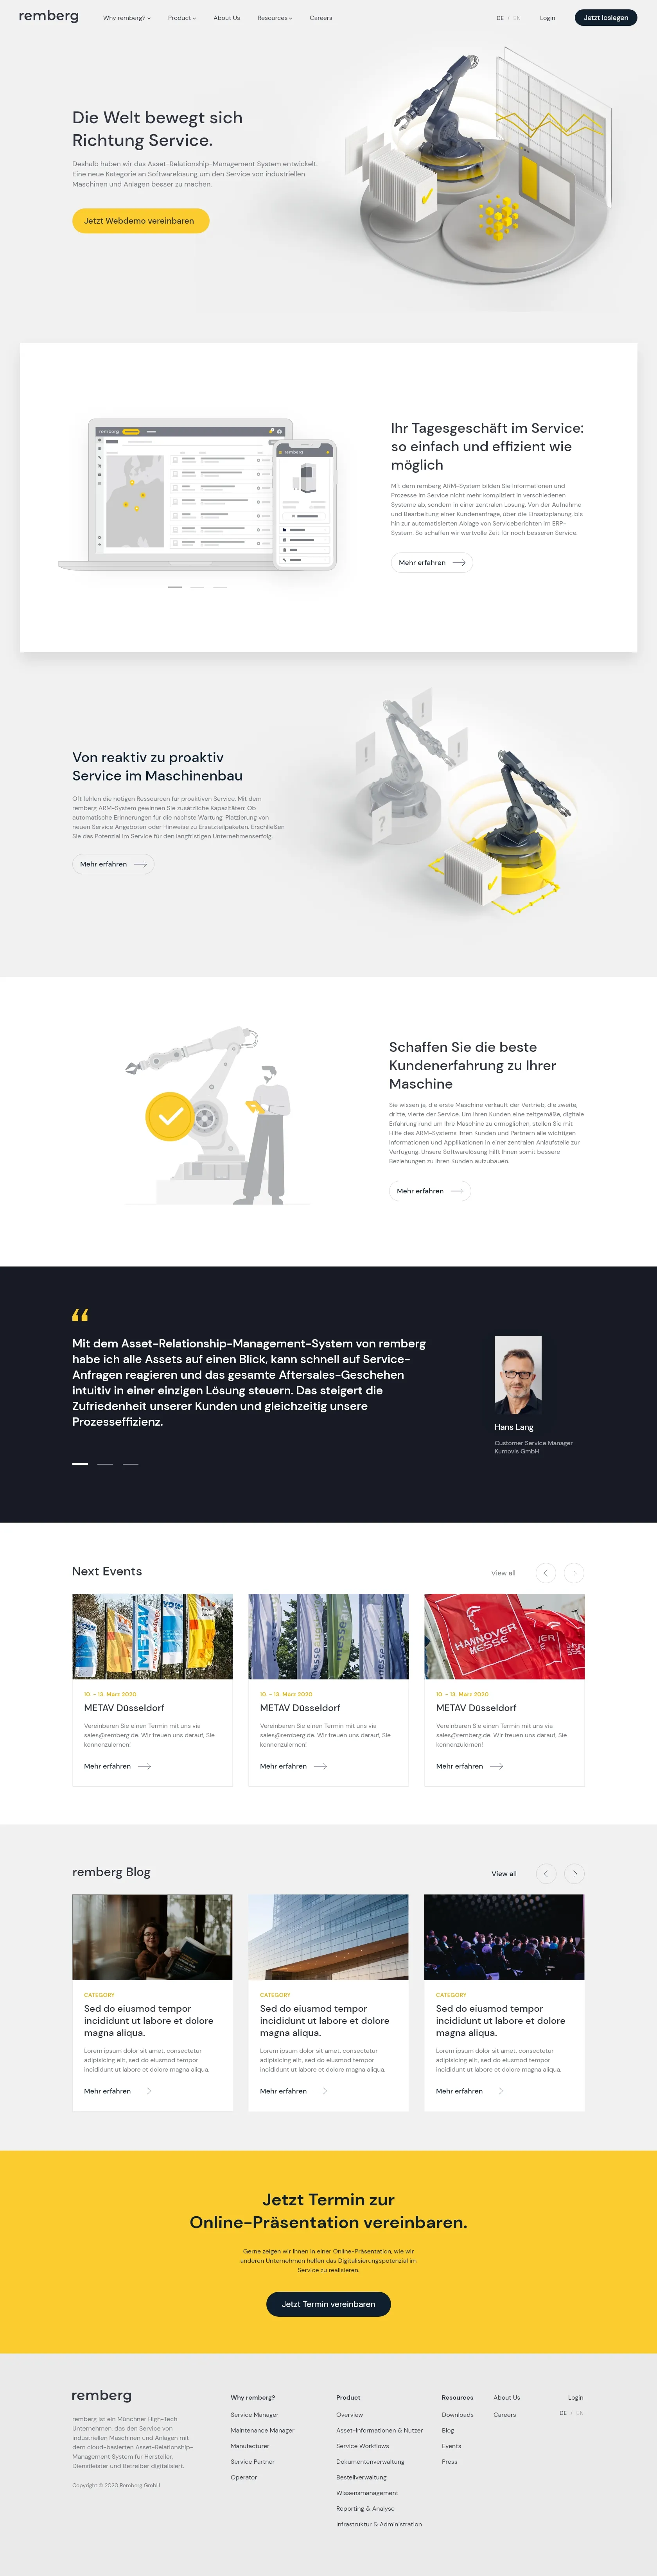 remberg
Why remberg?
Product
About Us
Resources
Careers
DE / EN
Login
Jetzt loslegen
Die Welt bewegt sich
Richtung Service.
Deshalb haben wir das Asset-Relationship-Management System entwickelt.
Eine neue Kategorie an Softwarelösung um den Service von industriellen
Maschinen und Anlagen besser zu machen.
Jetzt Webdemo vereinbaren
remberg
remberg
Ihr Tagesgeschäft im Service:
so einfach und effizient wie
möglich
Mit dem remberg ARM-System bilden Sie Informationen und
Prozesse im Service nicht mehr kompliziert in verschiedenen
Systeme ab, sondern in einer zentralen Lösung. Von der Aufnahme
und Bearbeitung einer Kundenanfrage, über die Einsatzplanung, bis
hin zur automatisierten Ablage von Serviceberichten im ERP-
System. So schaffen wir wertvolle Zeit für noch besseren Service.
Mehr erfahren
Von reaktiv zu proaktiv
Service im Maschinenbau
Oft fehlen die nötigen Ressourcen für proaktiven Service. Mit dem
remberg ARM-System gewinnen Sie zusätzliche Kapazitäten: Ob
automatische Erinnerungen für die nächste Wartung, Platzierung von
neuen Service Angeboten oder Hinweise zu Ersatzteilpaketen. Erschließen
Sie das Potenzial im Service für den langfristigen Unternehmenserfolg.
Mehr erfahren
Schaffen Sie die beste
Kundenerfahrung zu Ihrer
Maschine
Sie wissen ja, die erste Maschine verkauft der Vertrieb, die zweite,
dritte, vierte der Service. Um Ihren Kunden eine zeitgemäße, digitale
Erfahrung rund um Ihre Maschine zu ermöglichen, stellen Sie mit
Hilfe des ARM-Systems Ihren Kunden und Partnern alle wichtigen
Informationen und Applikationen in einer zentralen Anlaufstelle zur
Verfügung. Unsere Softwarelösung hilft Ihnen somit bessere
Beziehungen zu Ihren Kunden aufzubauen.
Mehr erfahren
Mit dem Asset-Relationship-Management-System von remberg
habe ich alle Assets auf einen Blick, kann schnell auf Service-
Anfragen reagieren und das gesamte Aftersales-Geschehen
intuitiv in einer einzigen Lösung steuern. Das steigert die
Zufriedenheit unserer Kunden und gleichzeitig unsere
Prozesseffizienz.
Hans Lang
Customer Service Manager
Kumovis GmbH
Next Events
View all
METAV
HANNOVER
MESSE
10. - 13. März 2020
METAV Düsseldorf
Vereinbaren Sie einen Termin mit uns via
sales@remberg.de. Wir freuen uns darauf, Sie
kennenzulernen!
Mehr erfahren
10. - 13. März 2020
METAV Düsseldorf
Vereinbaren Sie einen Termin mit uns via
sales@remberg.de. Wir freuen uns darauf, Sie
kennenzulernen!
Mehr erfahren
10. - 13. März 2020
METAV Düsseldorf
Vereinbaren Sie einen Termin mit uns via
sales@remberg.de. Wir freuen uns darauf, Sie
kennenzulernen!
Mehr erfahren
remberg Blog
View all
CATEGORY
Sed do eiusmod tempor
incididunt ut labore et dolore
magna aliqua.
Lorem ipsum dolor sit amet, consectetur
adipisicing elit, sed do eiusmod tempor
incididunt ut labore et dolore magna aliqua.
Mehr erfahren
CATEGORY
Sed do eiusmod tempor
incididunt ut labore et dolore
magna aliqua.
Lorem ipsum dolor sit amet, consectetur
adipisicing elit, sed do eiusmod tempor
incididunt ut labore et dolore magna aliqua.
Mehr erfahren
CATEGORY
Sed do eiusmod tempor
incididunt ut labore et dolore
magna aliqua.
Lorem ipsum dolor sit amet, consectetur
adipisicing elit, sed do eiusmod tempor
incididunt ut labore et dolore magna aliqua.
Mehr erfahren
Jetzt Termin zur
Online-Präsentation vereinbaren.
Gerne zeigen wir Ihnen in einer Online-Präsentation, wie wir
anderen Unternehmen helfen das Digitalisierungspotenzial im
Service zu realisieren.
Jetzt Termin vereinbaren
remberg
remberg ist ein Münchner High-Tech
Unternehmen, das den Service von
industriellen Maschinen und Anlagen mit
dem cloud-basierten Asset-Relationship-
Management System für Hersteller,
Dienstleister und Betreiber digitalisiert.
Copyright © 2020 Remberg GmbH
Why remberg?
Service Manager
Maintenance Manager
Manufacturer
Service Partner
Operator
Product
Overview
Asset-Informationen & Nutzer
Service Workflows
Dokumentenverwaltung
Bestellverwaltung
Wissensmanagement
Reporting & Analyse
Infrastruktur & Administration
Resources
Downloads
Blog
Events
Press
About Us
Careers
Login
DE / EN